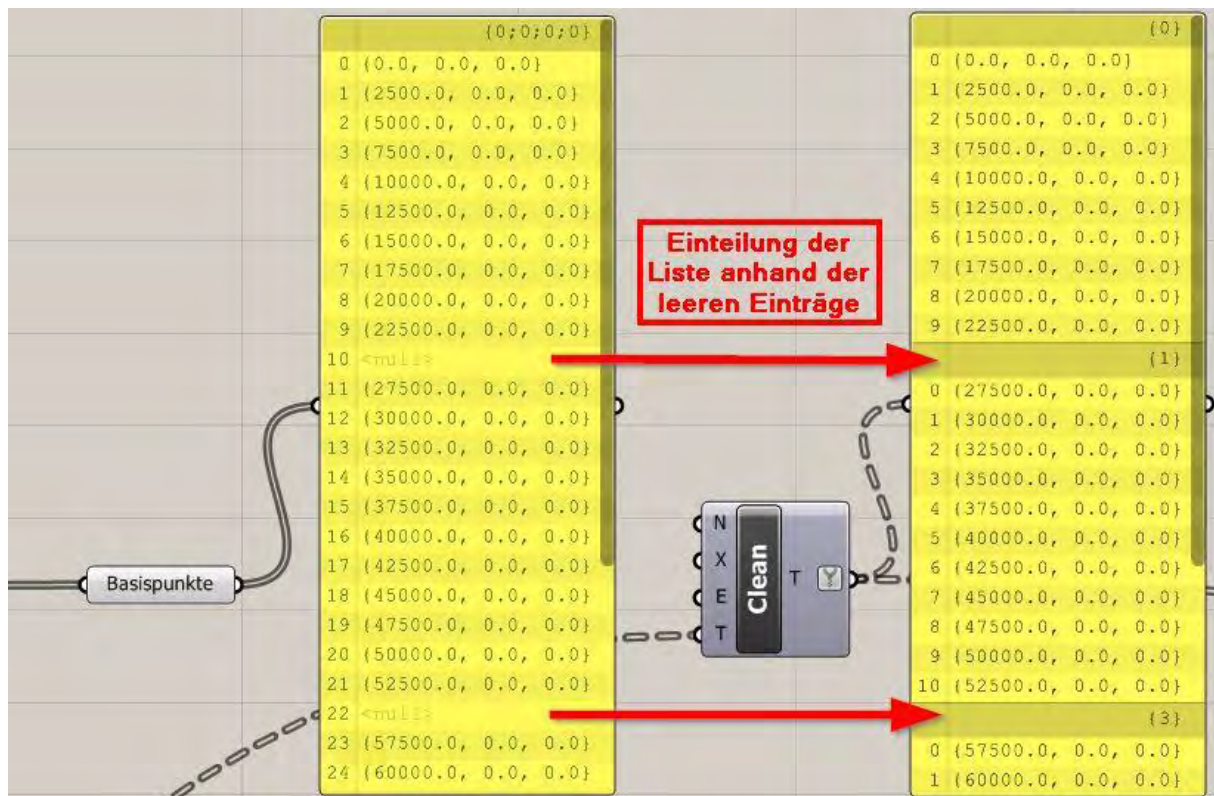 {0;0;0;0}
0 {0.0, 0.0, 0.0}
1 {2500.0, 0.0, 0.0}
2 {5000.0, 0.0, 0.0}
3 {7500.0, 0.0, 0.0}
4 {10000.0, 0.0, 0.0}
5 {12500.0, 0.0, 0.0}
6 {15000.0, 0.0, 0.0}
7 {17500.0, 0.0, 0.0}
8 {20000.0, 0.0, 0.0}
9 {22500.0, 0.0, 0.0}
10 <null>
11 {27500.0, 0.0, 0.0}
12 {30000.0, 0.0, 0.0}
13 {32500.0, 0.0, 0.0}
14 {35000.0, 0.0, 0.0}
15 {37500.0, 0.0, 0.0}
16 {40000.0, 0.0, 0.0}
17 {42500.0, 0.0, 0.0}
18 {45000.0, 0.0, 0.0}
19 {47500.0, 0.0, 0.0}
20 {50000.0, 0.0, 0.0}
21 {52500.0, 0.0, 0.0}
22 <null>
23 {57500.0, 0.0, 0.0}
24 {60000.0, 0.0, 0.0}
Basispunkte
Einteilung der
Liste anhand der
leeren Einträge
N
X
E
T
Clean
T
{0}
0 {0.0, 0.0, 0.0}
1 {2500.0, 0.0, 0.0}
2 {5000.0, 0.0, 0.0}
3 {7500.0, 0.0, 0.0}
4 {10000.0, 0.0, 0.0}
5 {12500.0, 0.0, 0.0}
6 {15000.0, 0.0, 0.0}
7 {17500.0, 0.0, 0.0}
8 {20000.0, 0.0, 0.0}
9 {22500.0, 0.0, 0.0}
{1}
0 {27500.0, 0.0, 0.0}
1 {30000.0, 0.0, 0.0}
2 {32500.0, 0.0, 0.0}
3 {35000.0, 0.0, 0.0}
4 {37500.0, 0.0, 0.0}
5 {40000.0, 0.0, 0.0}
6 {42500.0, 0.0, 0.0}
7 {45000.0, 0.0, 0.0}
8 {47500.0, 0.0, 0.0}
9 {50000.0, 0.0, 0.0}
10 {52500.0, 0.0, 0.0}
{3}
0 {57500.0, 0.0, 0.0}
1 {60000.0, 0.0, 0.0}